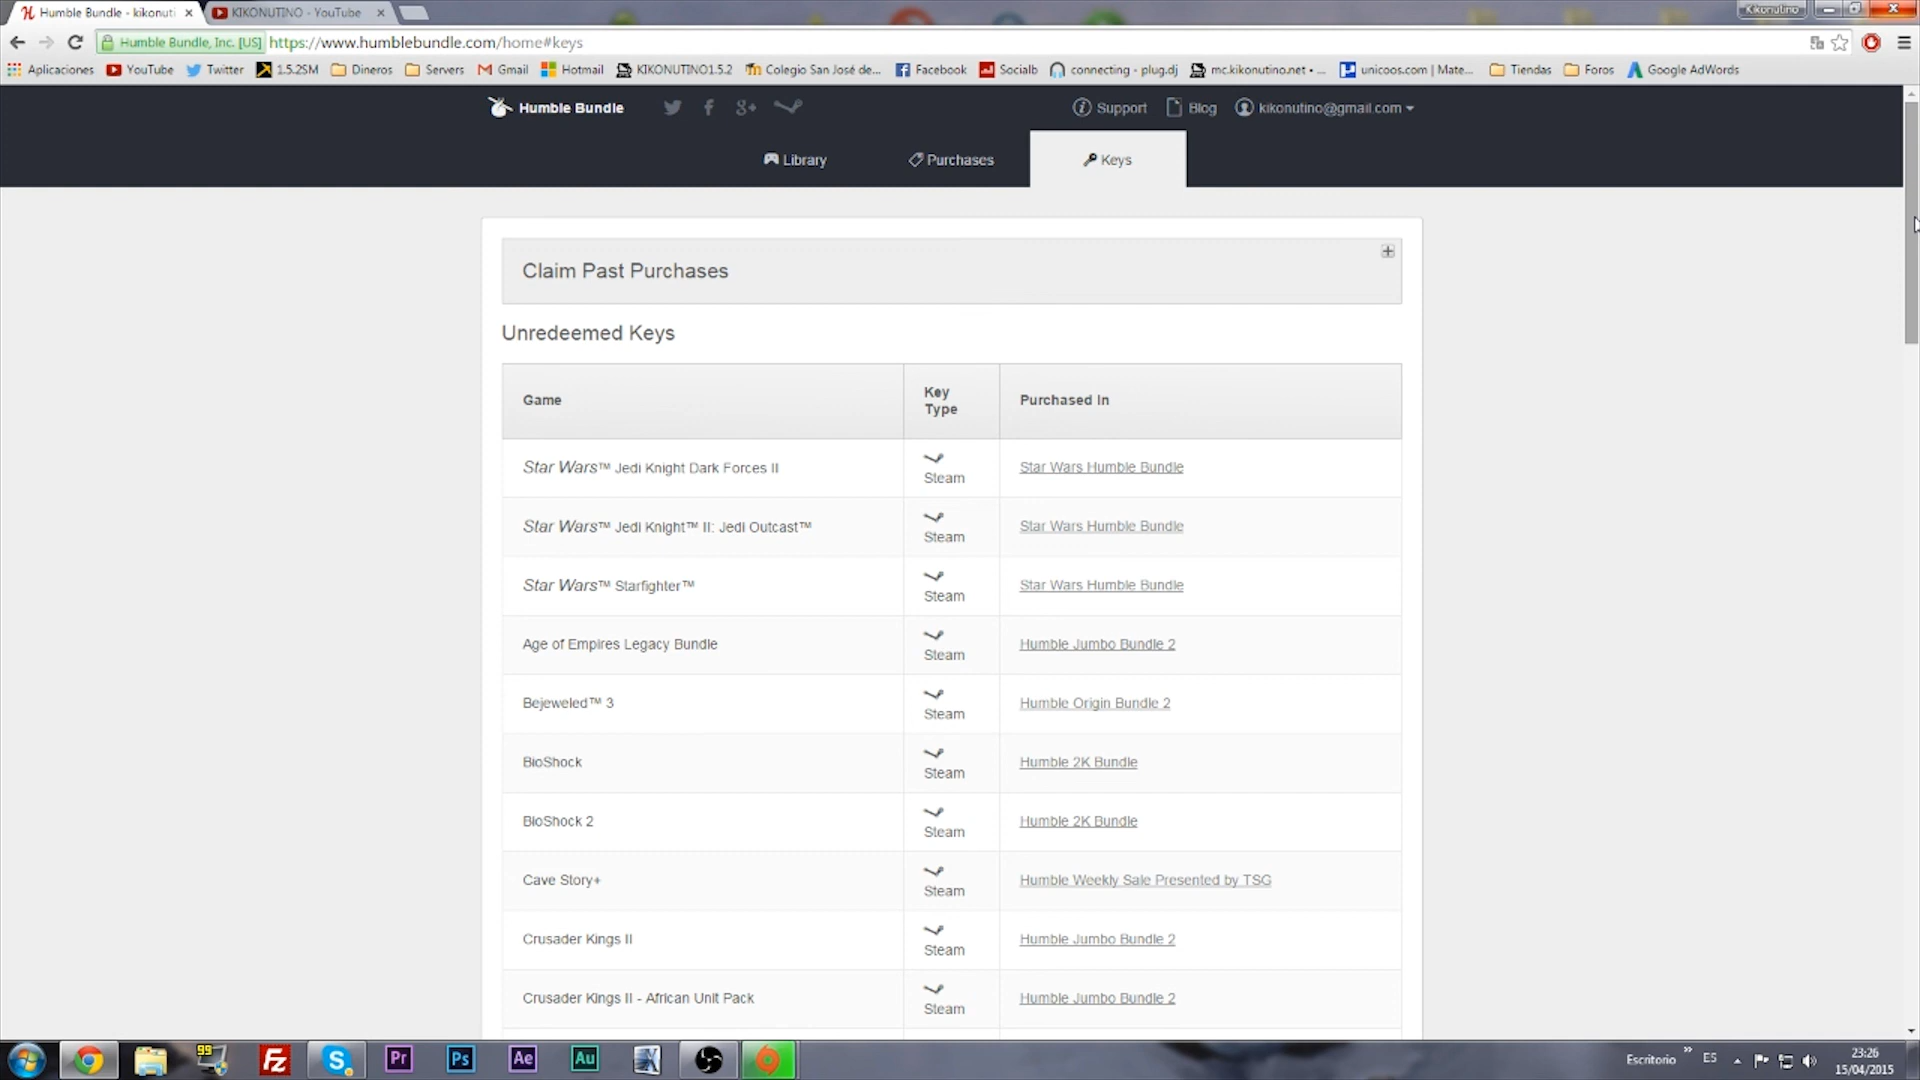 Humble Bundle - kikonuti
KIKONUTINO - YouTube
Kikonutino
Humble Bundle, Inc. [US] https://www.humblebundle.com/home#keys
Aplicaciones YouTube Twitter 1.5.2SM Dineros Servers Gmail Hotmail KIKONUTINO1.5.2 Colegio San José de... Facebook Socialb connecting - plug.dj mc.kikonutino.net • ... unicoos.com | Mate... Tiendas Foros Google AdWords
Humble Bundle
Support Blog kikonutino@gmail.com
Library Purchases Keys
Claim Past Purchases
Unredeemed Keys
Game Key Type Purchased In
Star Wars™ Jedi Knight Dark Forces II Steam Star Wars Humble Bundle
Star Wars™ Jedi Knight™ II: Jedi Outcast™ Steam Star Wars Humble Bundle
Star Wars™ Starfighter™ Steam Star Wars Humble Bundle
Age of Empires Legacy Bundle Steam Humble Jumbo Bundle 2
Bejeweled™ 3 Steam Humble Origin Bundle 2
BioShock Steam Humble 2K Bundle
BioShock 2 Steam Humble 2K Bundle
Cave Story+ Steam Humble Weekly Sale Presented by TSG
Crusader Kings II Steam Humble Jumbo Bundle 2
Crusader Kings II - African Unit Pack Steam Humble Jumbo Bundle 2
99 Fz S Pr Ps Ae Au
Escritorio » ES 23:26
15/04/2015